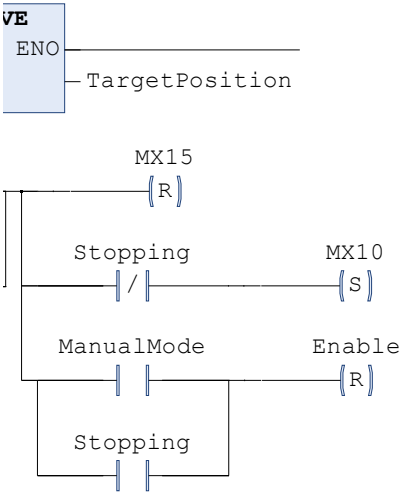 VE
ENO
TargetPosition
MX15
R
Stopping MX10
/ S
ManualMode Enable
R
Stopping